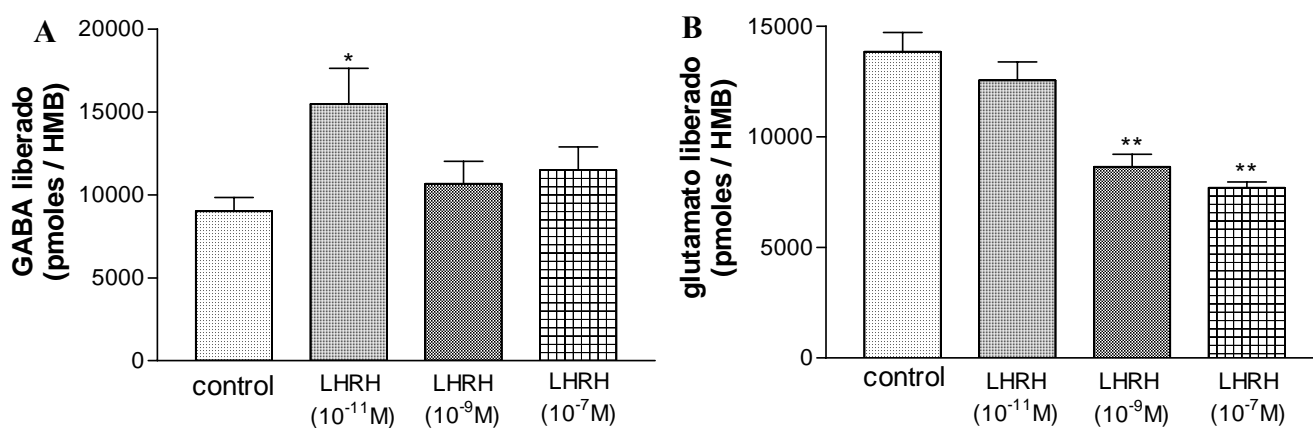 A
GABA liberado
(pmoles / HMB)
20000
15000
10000
5000
0
*
control
LHRH
(10⁻¹¹M)
LHRH
(10⁻⁹M)
LHRH
(10⁻⁷M)
B
glutamato liberado
(pmoles / HMB)
15000
10000
5000
0
**
**
control
LHRH
(10⁻¹¹M)
LHRH
(10⁻⁹M)
LHRH
(10⁻⁷M)